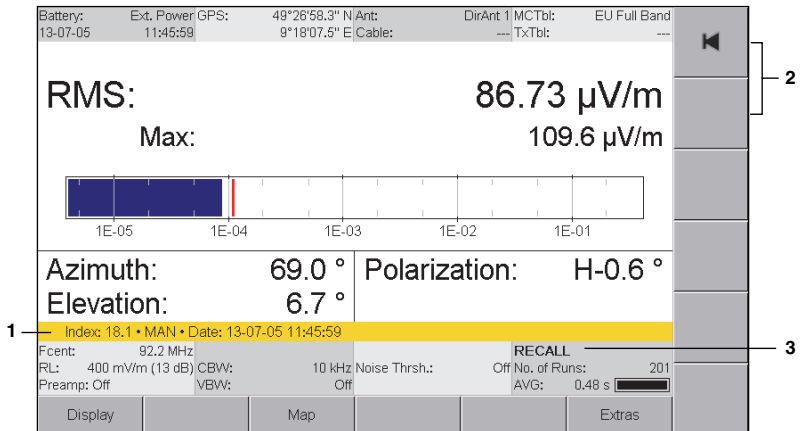 Battery: Ext. Power GPS: 49°26'58.3" N Ant: DirAnt 1 MCTbl: EU Full Band
13-07-05 11:45:59 9°18'07.5" E Cable: --- TxTbl: ---
2
RMS: 86.73 µV/m
Max: 109.6 µV/m
1E-05 1E-04 1E-03 1E-02 1E-01
Azimuth: 69.0 ° Polarization: H-0.6 °
Elevation: 6.7 °
1 Index: 18.1 • MAN • Date: 13-07-05 11:45:59
Fcent: 92.2 MHz RECALL 3
RL: 400 mV/m (13 dB) CBW: 10 kHz Noise Thrsh.: Off No. of Runs: 201
Preamp: Off VBW: Off AVG: 0.48 s
Display Map Extras